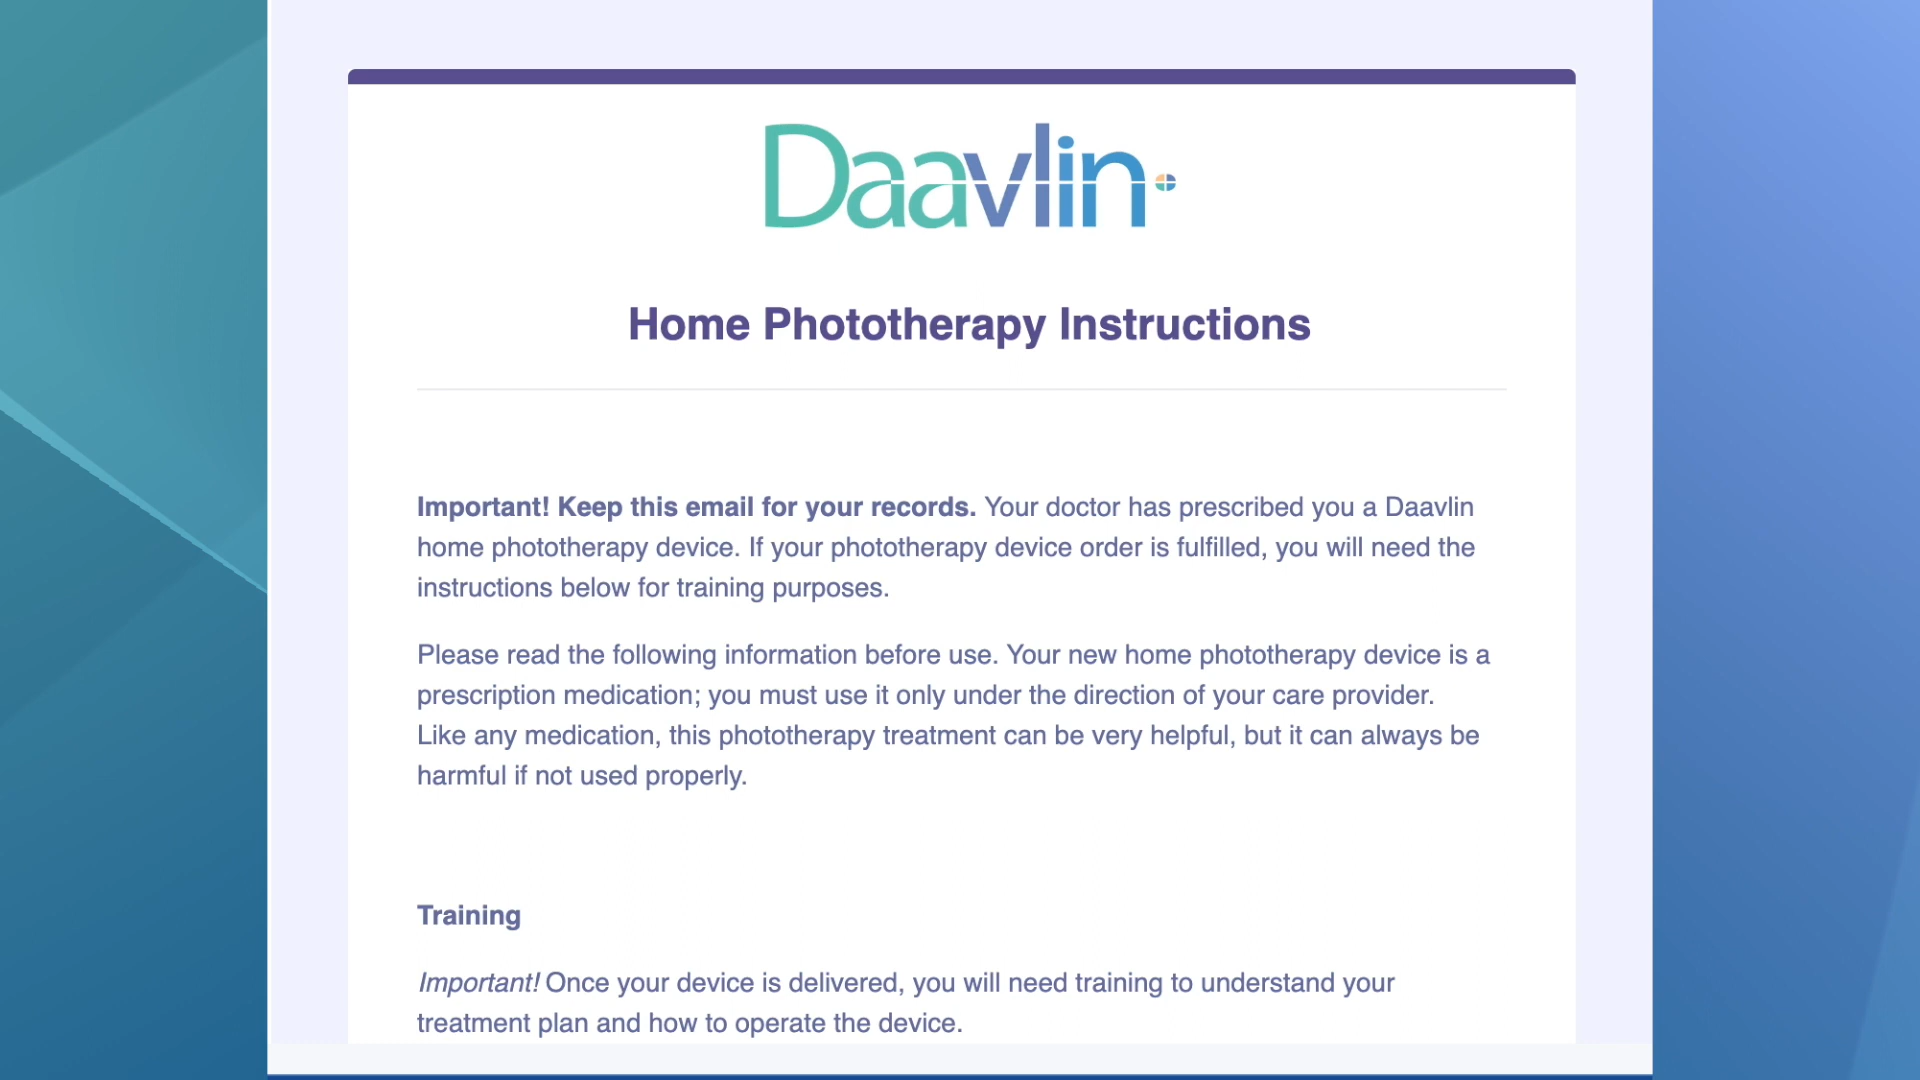 Daavlin
Home Phototherapy Instructions
Important! Keep this email for your records. Your doctor has prescribed you a Daavlin
home phototherapy device. If your phototherapy device order is fulfilled, you will need the
instructions below for training purposes.
Please read the following information before use. Your new home phototherapy device is a
prescription medication; you must use it only under the direction of your care provider.
Like any medication, this phototherapy treatment can be very helpful, but it can always be
harmful if not used properly.
Training
Important! Once your device is delivered, you will need training to understand your
treatment plan and how to operate the device.